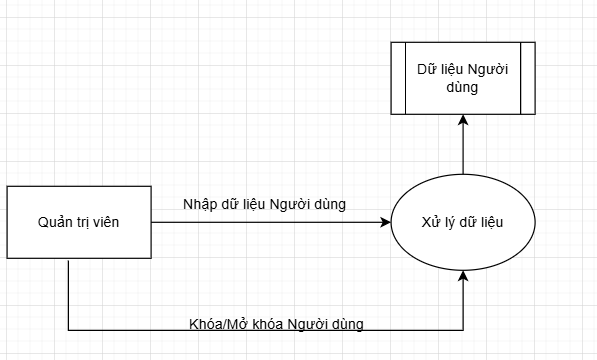 Dữ liệu Người
dùng
Nhập dữ liệu Người dùng
Quản trị viên
Xử lý dữ liệu
Khóa/Mở khóa Người dùng